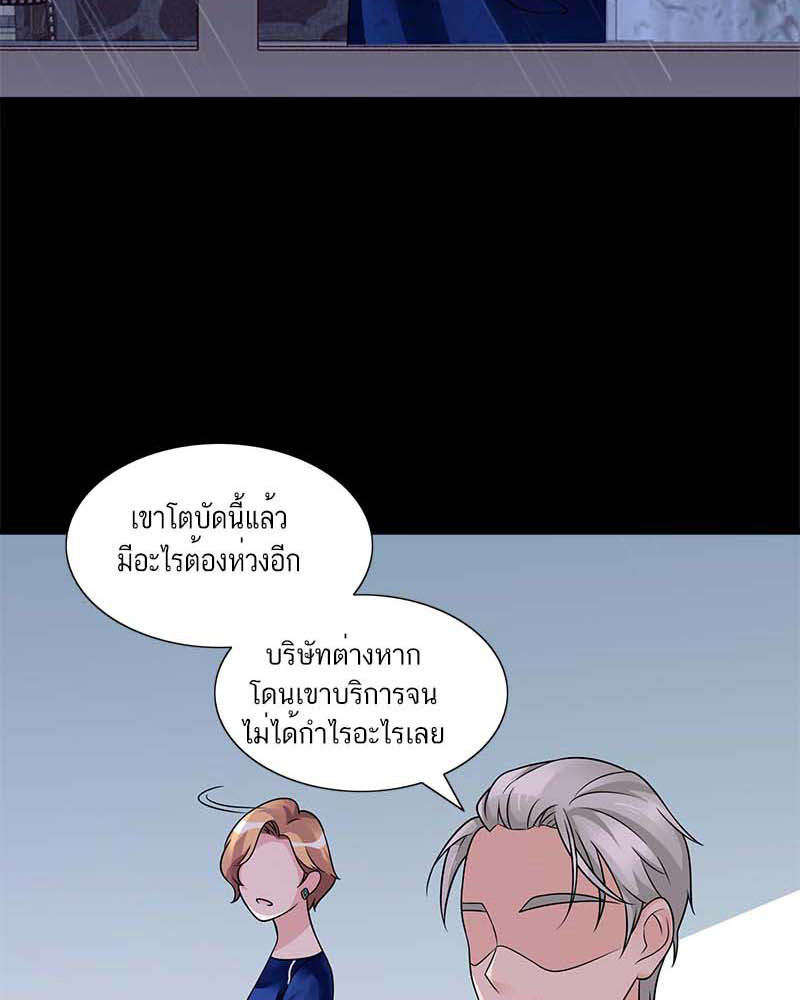 เขาโตบัดนี้แล้ว
มีอะไรต้องห่วงอีก
บริษัทต่างหาก
โดนเขาบริการจน
ไม่ได้กำไรอะไรเลย